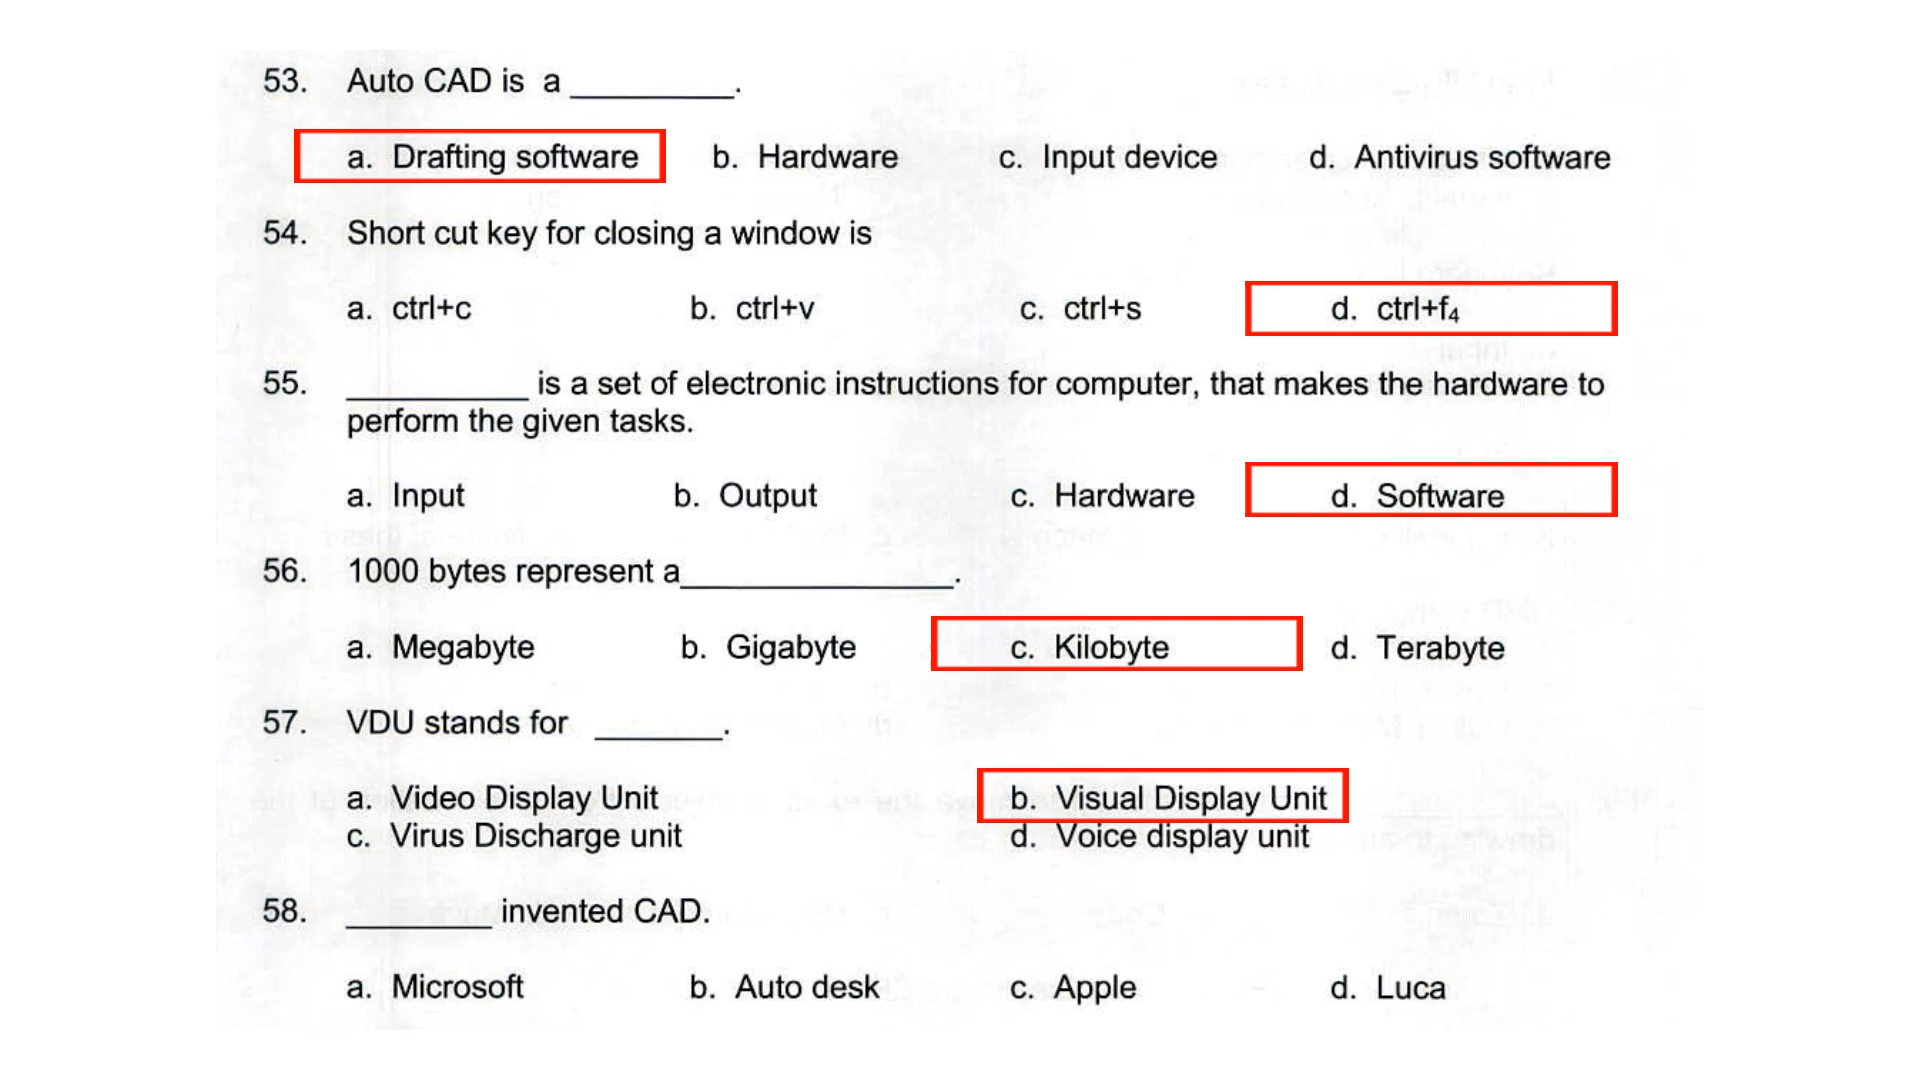 53. Auto CAD is a _________.
a. Drafting software b. Hardware c. Input device d. Antivirus software
54. Short cut key for closing a window is
a. ctrl+c b. ctrl+v c. ctrl+s d. ctrl+f4
55. __________ is a set of electronic instructions for computer, that makes the hardware to
perform the given tasks.
a. Input b. Output c. Hardware d. Software
56. 1000 bytes represent a_______________.
a. Megabyte b. Gigabyte c. Kilobyte d. Terabyte
57. VDU stands for _______.
a. Video Display Unit b. Visual Display Unit
c. Virus Discharge unit d. Voice display unit
58. ________ invented CAD.
a. Microsoft b. Auto desk c. Apple d. Luca